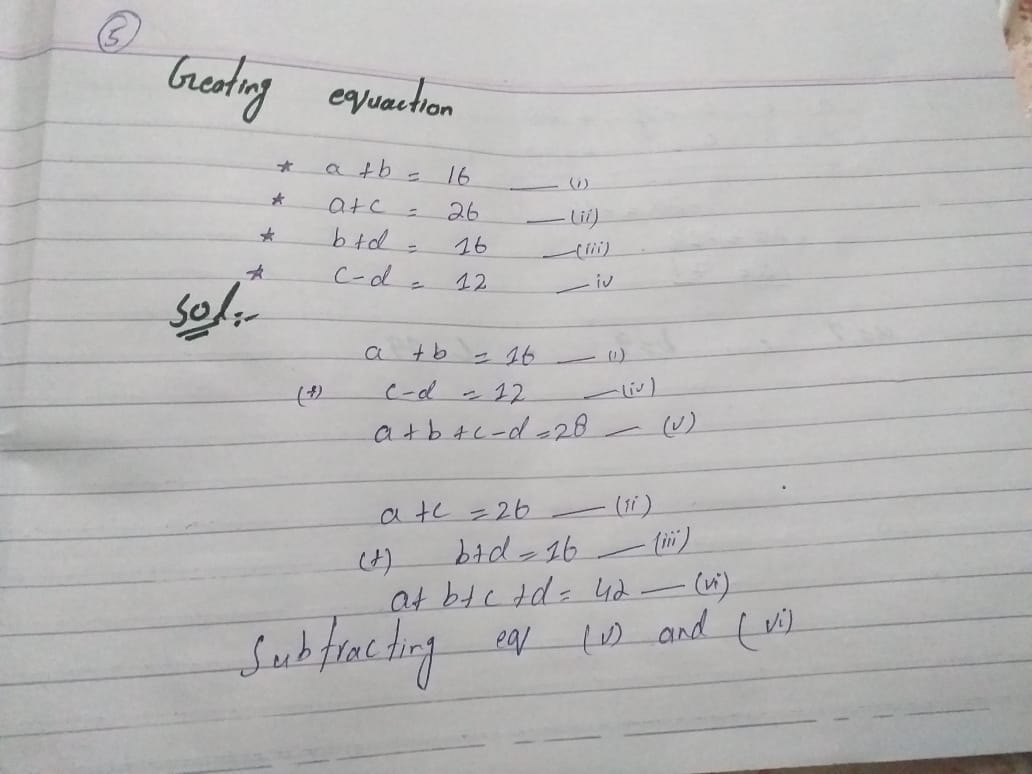 5
Creating equaction
* a + b = 16 — (i)
* a + c = 26 — (ii)
* b + d = 16 — (iii)
* c - d = 12 — iv
Sol:-
a + b = 16 — (i)
(+) c - d = 12 — (iv)
a + b + c - d = 28 — (v)
a + c = 26 — (ii)
(+) b + d = 16 — (iii)
a + b + c + d = 42 — (vi)
Subtracting eq (v) and (vi)